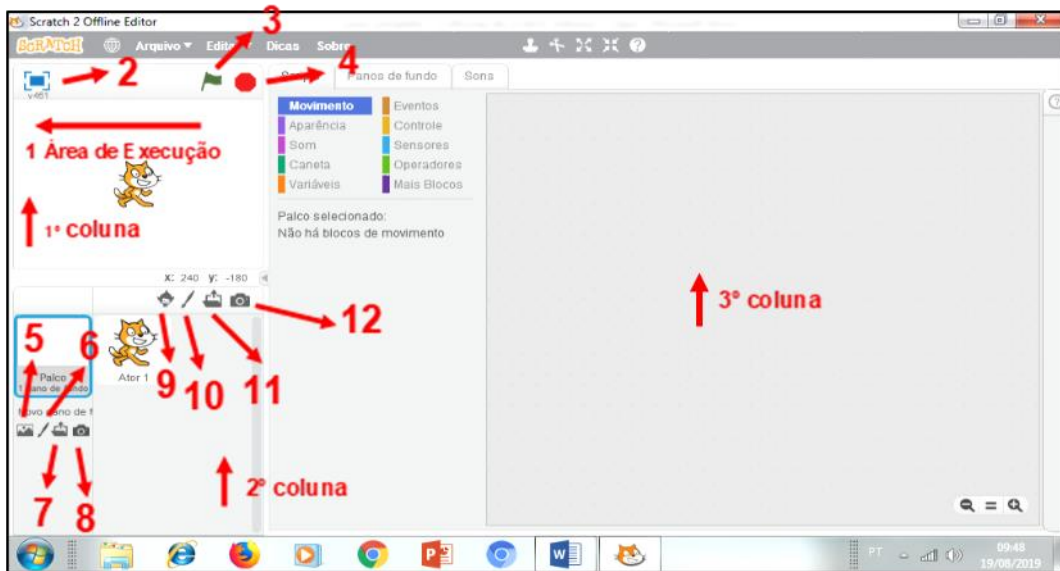 Scratch 2 Offline Editor
SCRATCH Arquivo Dicas Sobre
3
2
4
v461
Panos de fundo Sons
Movimento Eventos
Aparência Controle
Som Sensores
Caneta Operadores
Variáveis Mais Blocos
1 Área de Execução
1º coluna
Palco selecionado:
Não há blocos de movimento
X: 240 y: -180
3º coluna
12
5 6
Palco
Ator 1
9 10 11
7 8
2º coluna
PT
09:48
19/08/2019